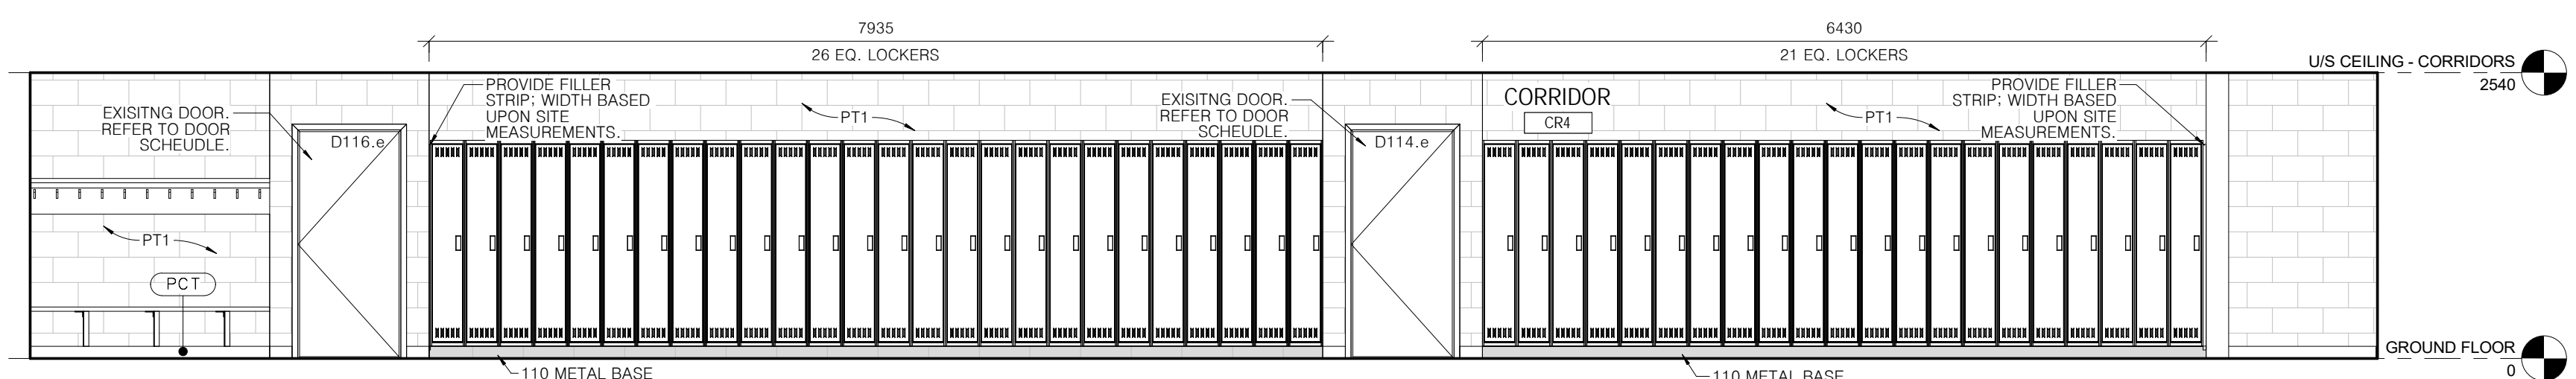 7935
26 EQ. LOCKERS
6430
21 EQ. LOCKERS
U/S CEILING - CORRIDORS
2540
EXISITNG DOOR.
REFER TO DOOR
SCHEUDLE.
D116.e
PROVIDE FILLER
STRIP; WIDTH BASED
UPON SITE
MEASUREMENTS.
PT1
EXISITNG DOOR.
REFER TO DOOR
SCHEUDLE.
D114.e
CORRIDOR
CR4
PT1
PROVIDE FILLER
STRIP; WIDTH BASED
UPON SITE
MEASUREMENTS.
PT1
PCT
110 METAL BASE
110 METAL BASE
GROUND FLOOR
0